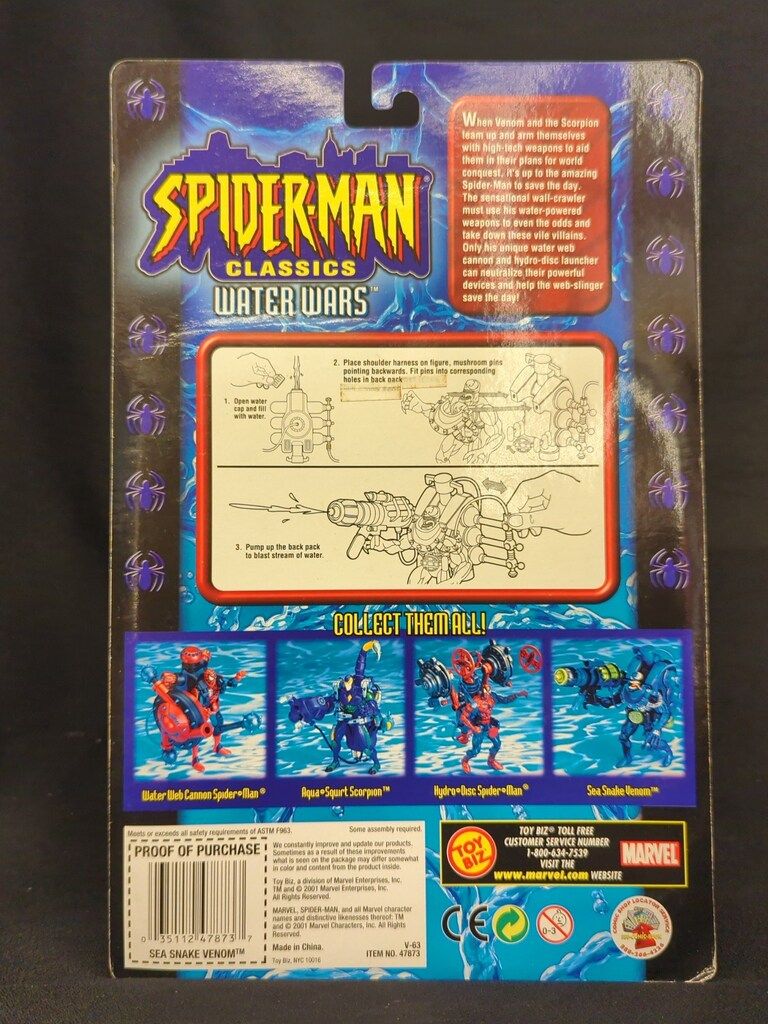 SPIDER-MAN®
CLASSICS
WATER WARS™
When Venom and the Scorpion
team up and arm themselves
with high-tech weapons to aid
them in their plans for world
conquest, it's up to the amazing
Spider-Man to save the day.
The sensational wall-crawler
must use his water-powered
weapons to even the odds and
take down these vile villains.
Only his unique water web
cannon and hydro-disc launcher
can neutralize their powerful
devices and help the web-slinger
save the day!
1. Open water
cap and fill
with water.
2. Place shoulder harness on figure, mushroom pins
pointing backwards. Fit pins into corresponding
holes in back pack
3. Pump up the back pack
to blast stream of water.
COLLECT THEM ALL!
Water Web Cannon Spider-Man®
Aqua-Squirt Scorpion™
Hydro-Disc Spider-Man®
Sea Snake Venom™
Meets or exceeds all safety requirements of ASTM F963.
Some assembly required.
PROOF OF PURCHASE
0 35112 47873 7
SEA SNAKE VENOM™
We constantly improve and update our products.
Sometimes as a result of these improvements
what is seen on the package may differ somewhat
in color and content from the product inside.
Toy Biz, a division of Marvel Enterprises, Inc.
TM and © 2001 Marvel Enterprises, Inc.
All Rights Reserved.
MARVEL, SPIDER-MAN, and all Marvel character
names and distinctive likenesses thereof: TM
and © 2001 Marvel Characters, Inc. All Rights
Reserved.
Made in China.
V-63
Toy Biz, NYC 10016
ITEM NO. 47873
TOY BIZ
TOY BIZ® TOLL FREE
CUSTOMER SERVICE NUMBER
1-800-634-7539
VISIT THE
www.marvel.com WEBSITE
MARVEL
CE
0-3
COMIC SHOP LOCATOR SERVICE